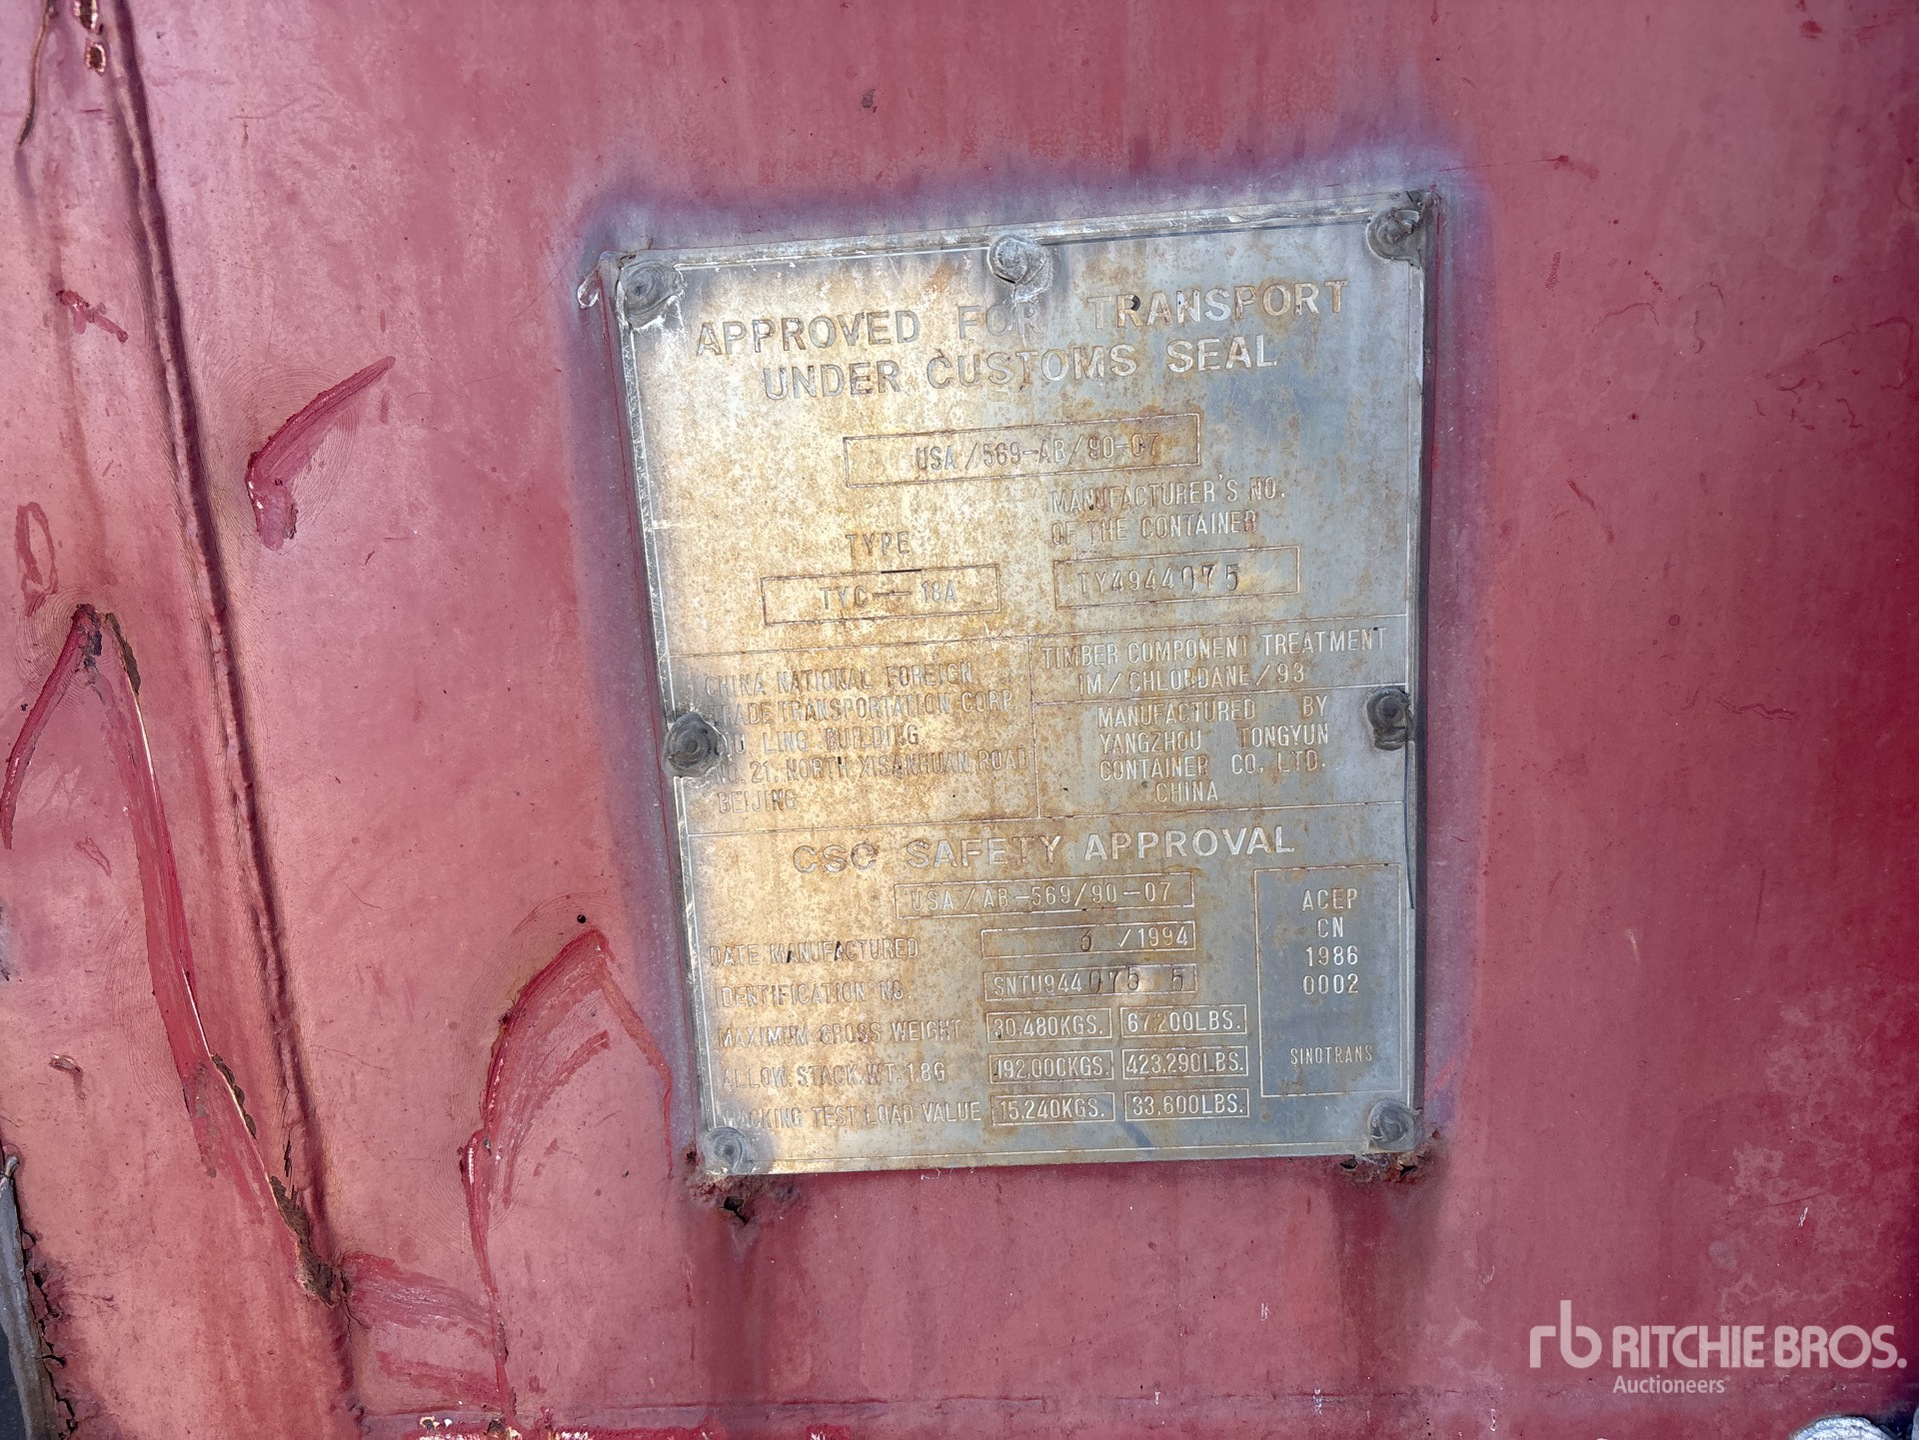 APPROVED FOR TRANSPORT
UNDER CUSTOMS SEAL
USA/569-AB/90-07
MANUFACTURER'S NO.
OF THE CONTAINER
TYPE
TYC-18A
TY4944075
CHINA NATIONAL FOREIGN
TRADE TRANSPORTATION CORP.
LING BUILDING
NO. 21. NORTH XISANHUAN ROAD
BEIJING
TIMBER COMPONENT TREATMENT
IM/CHLORDANE/93
MANUFACTURED BY
YANGZHOU TONGYUN
CONTAINER CO., LTD.
CHINA
CSC SAFETY APPROVAL
USA/AB-569/90-07
DATE MANUFACTURED /1994
IDENTIFICATION NO. SNTU944075 5
MAXIMUM GROSS WEIGHT 30.480KGS. 67.200LBS.
ALLOW. STACK. WT. 1.8G 192.000KGS. 423.290LBS.
RACKING TEST LOAD VALUE 15.240KGS. 33.600LBS.
ACEP
CN
1986
0002
SINOTRANS
rb RITCHIE BROS.
Auctioneers